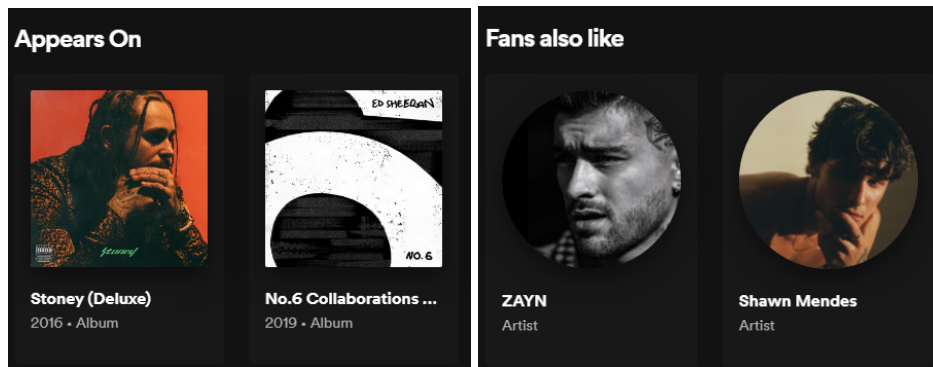 Appears On
ED SHEERAN
Stoney
NO.6
Stoney (Deluxe)
2016 • Album
No.6 Collaborations ...
2019 • Album
Fans also like
ZAYN
Artist
Shawn Mendes
Artist